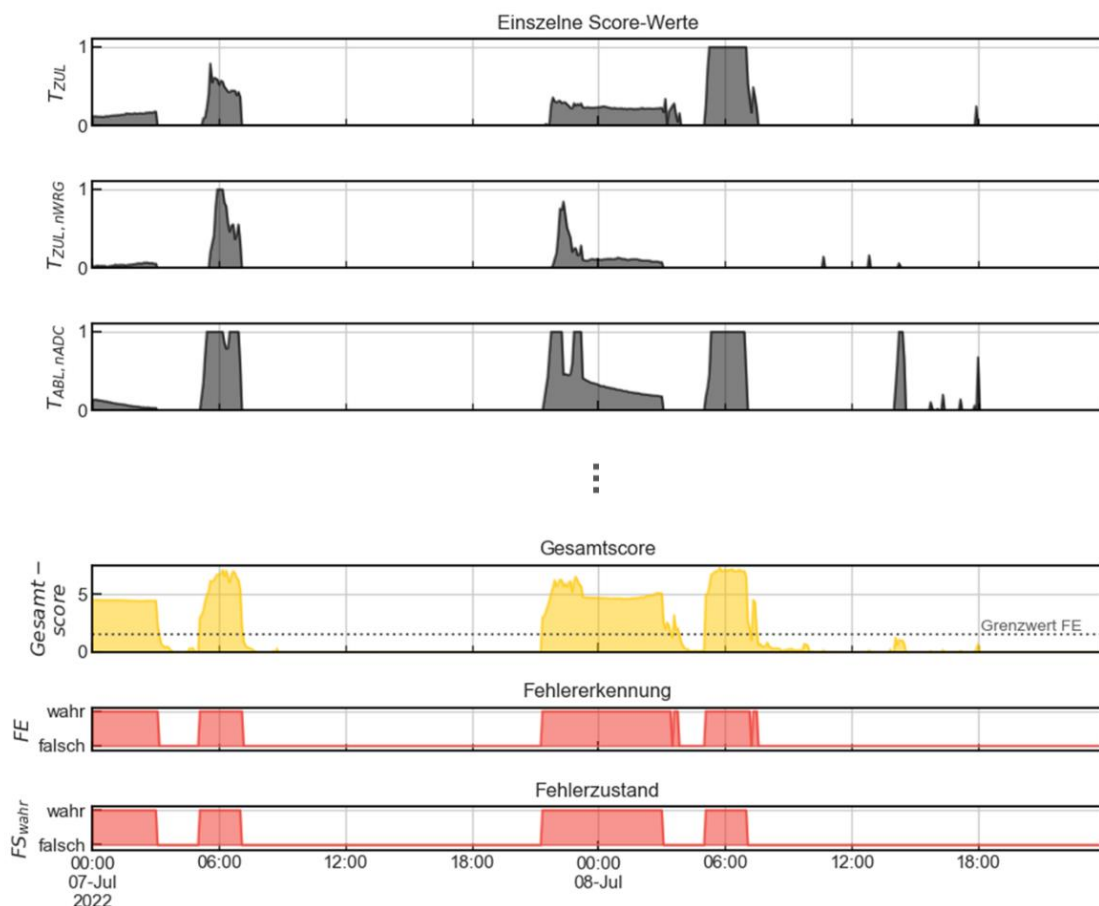 Einszelne Score-Werte
1
T_ZUL
0
1
T_ZUL, nWRG
0
1
T_ABL, nADC
0
Gesamtscore
Gesamt –
score
5
0
Grenzwert FE
Fehlererkennung
FE
wahr
falsch
Fehlerzustand
FS_wahr
wahr
falsch
00:00 06:00 12:00 18:00 00:00 06:00 12:00 18:00
07-Jul 08-Jul
2022